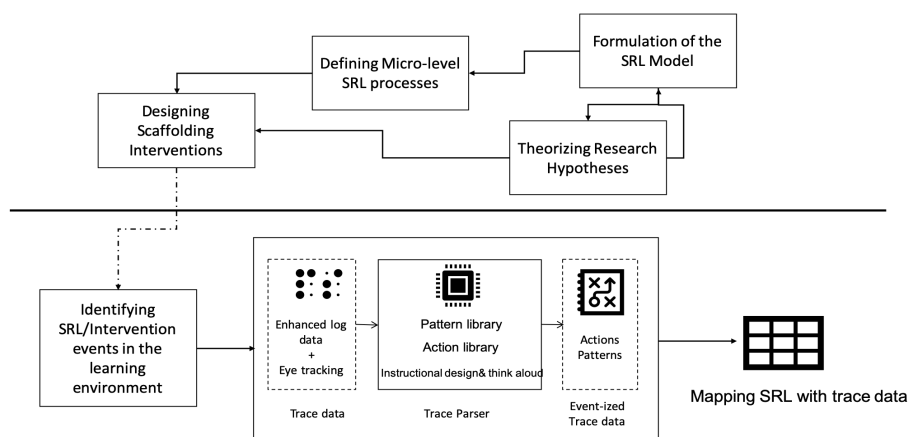 Formulation of the
SRL Model
Defining Micro-level
SRL processes
Designing
Scaffolding
Interventions
Theorizing Research
Hypotheses
Identifying
SRL/Intervention
events in the
learning
environment
Enhanced log
data
+
Eye tracking
Trace data
Pattern library
Action library
Instructional design& think aloud
Trace Parser
Actions
Patterns
Event-ized
Trace data
Mapping SRL with trace data